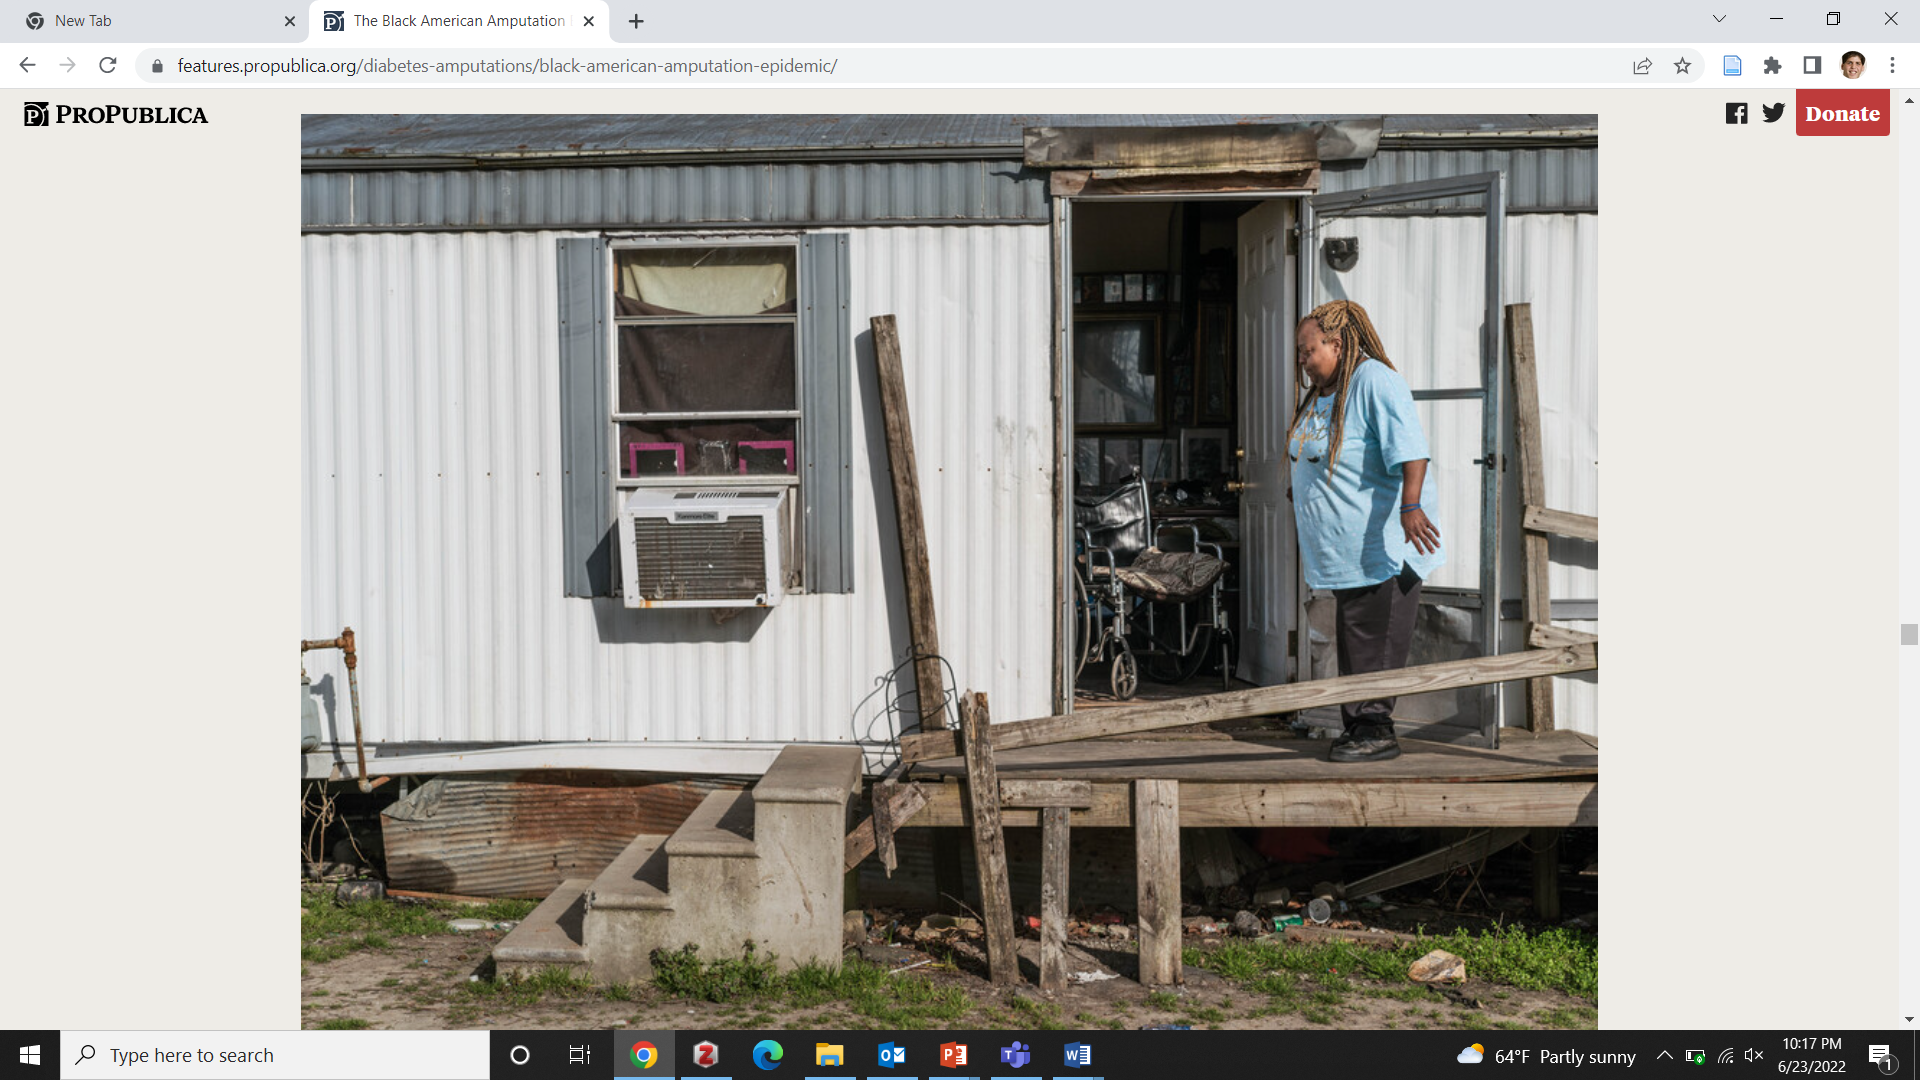 New Tab
The Black American Amputation
features.propublica.org/diabetes-amputations/black-american-amputation-epidemic/
PROPUBLICA
Donate
Type here to search
64°F Partly sunny
10:17 PM
6/23/2022
1